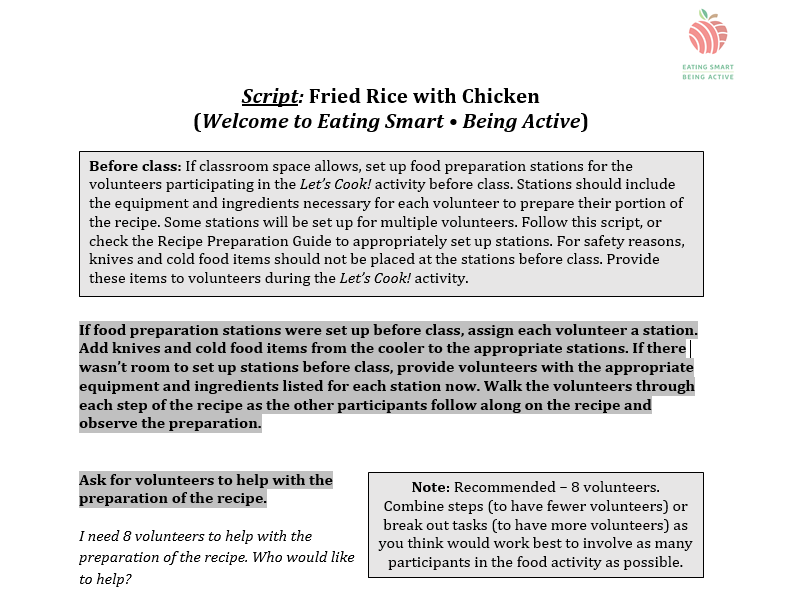 EATING SMART
BEING ACTIVE
Script: Fried Rice with Chicken
(Welcome to Eating Smart • Being Active)
Before class: If classroom space allows, set up food preparation stations for the
volunteers participating in the Let’s Cook! activity before class. Stations should include
the equipment and ingredients necessary for each volunteer to prepare their portion of
the recipe. Some stations will be set up for multiple volunteers. Follow this script, or
check the Recipe Preparation Guide to appropriately set up stations. For safety reasons,
knives and cold food items should not be placed at the stations before class. Provide
these items to volunteers during the Let’s Cook! activity.
If food preparation stations were set up before class, assign each volunteer a station.
Add knives and cold food items from the cooler to the appropriate stations. If there
wasn’t room to set up stations before class, provide volunteers with the appropriate
equipment and ingredients listed for each station now. Walk the volunteers through
each step of the recipe as the other participants follow along on the recipe and
observe the preparation.
Ask for volunteers to help with the
preparation of the recipe.
I need 8 volunteers to help with the
preparation of the recipe. Who would like
to help?
Note: Recommended – 8 volunteers.
Combine steps (to have fewer volunteers) or
break out tasks (to have more volunteers) as
you think would work best to involve as many
participants in the food activity as possible.